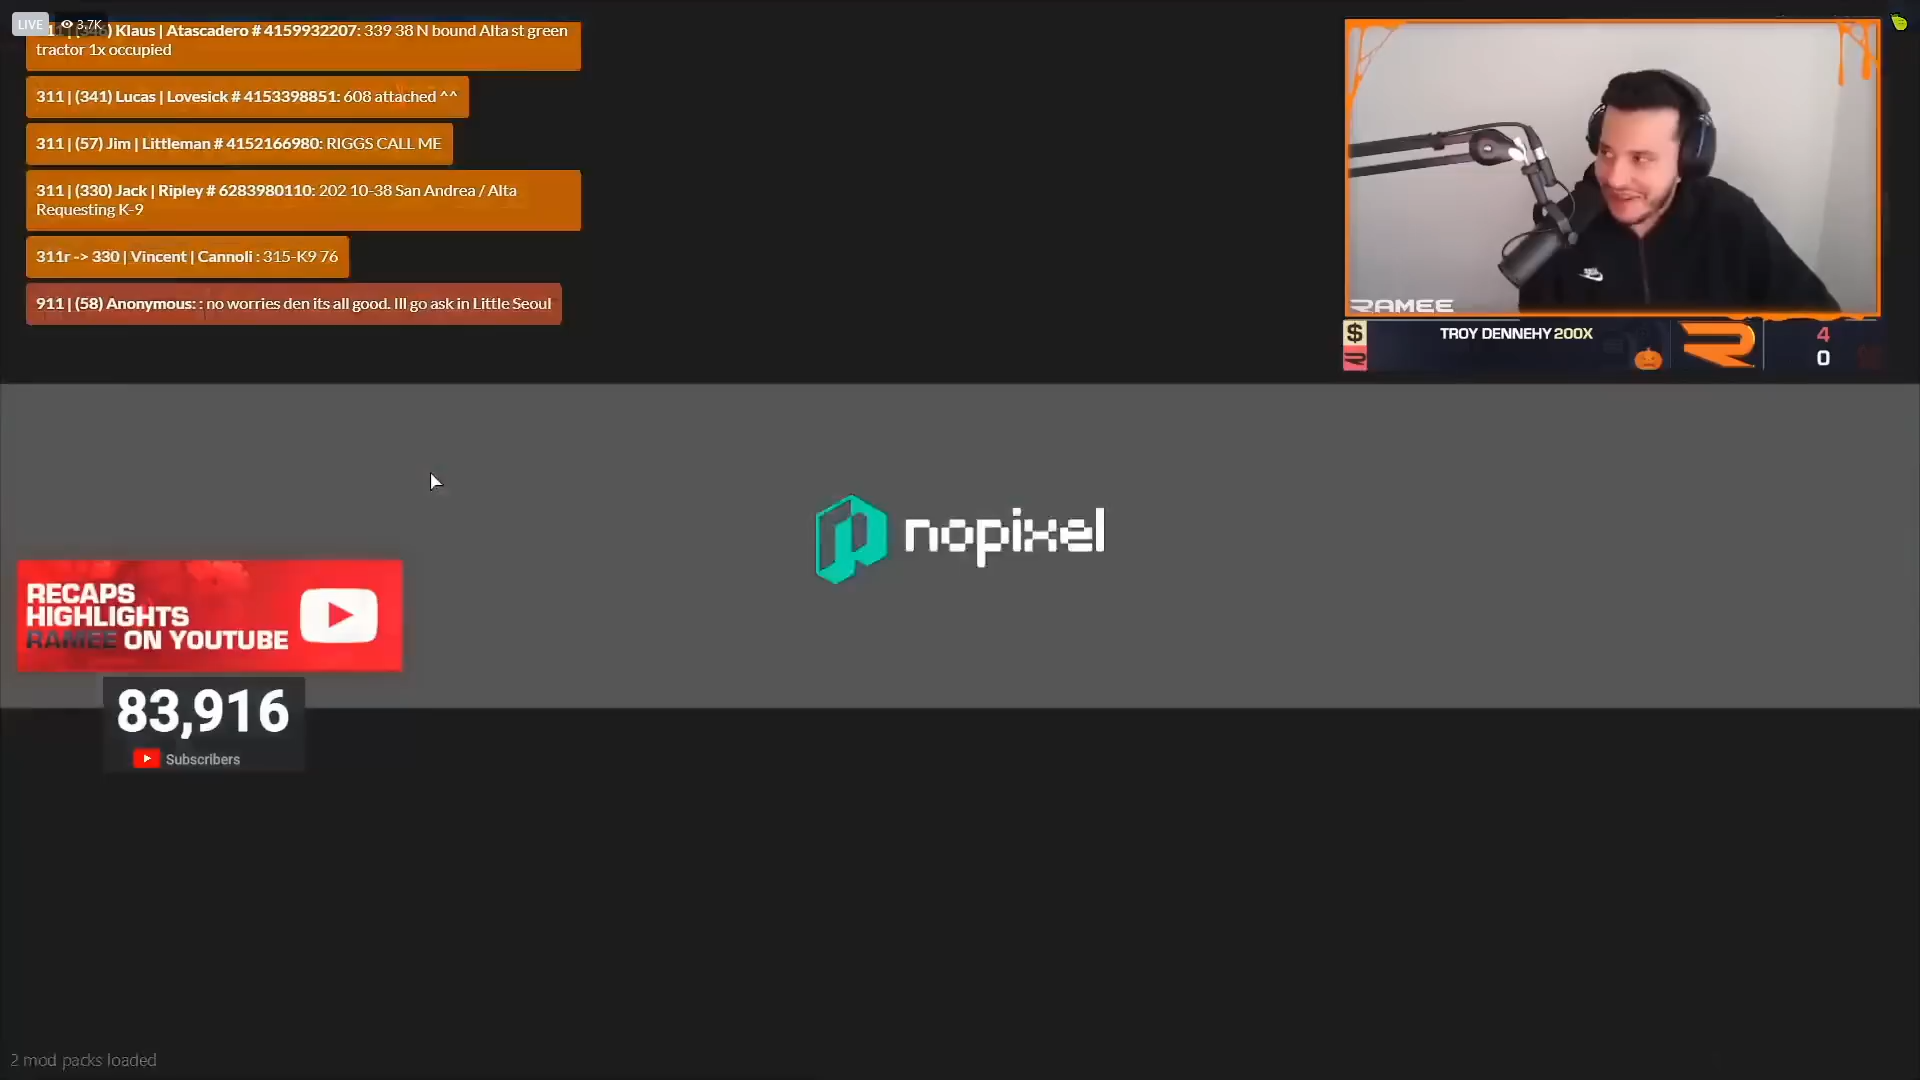 LIVE 3.7K
Klaus | Atascadero # 4159932207: 339 38 N bound Alta st green
tractor 1x occupied
311 | (341) Lucas | Lovesick # 4153398851: 608 attached ^^
311 | (57) Jim | Littleman # 4152166980: RIGGS CALL ME
311 | (330) Jack | Ripley # 6283980110: 202 10-38 San Andrea / Alta
Requesting K-9
311r -> 330 | Vincent | Cannoli : 315-K9 76
911 | (58) Anonymous: : no worries den its all good. Ill go ask in Little Seoul
RAMEE
$ TROY DENNEHY 200X
4
0
nopixel
RECAPS
HIGHLIGHTS
RAMEE ON YOUTUBE
83,916
Subscribers
2 mod packs loaded